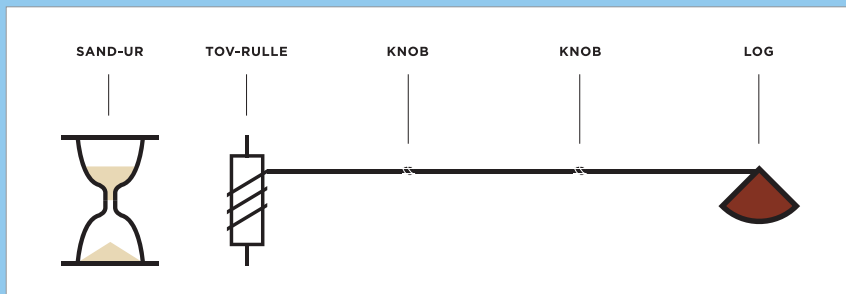 SAND-UR
TOV-RULLE
KNOB
KNOB
LOG